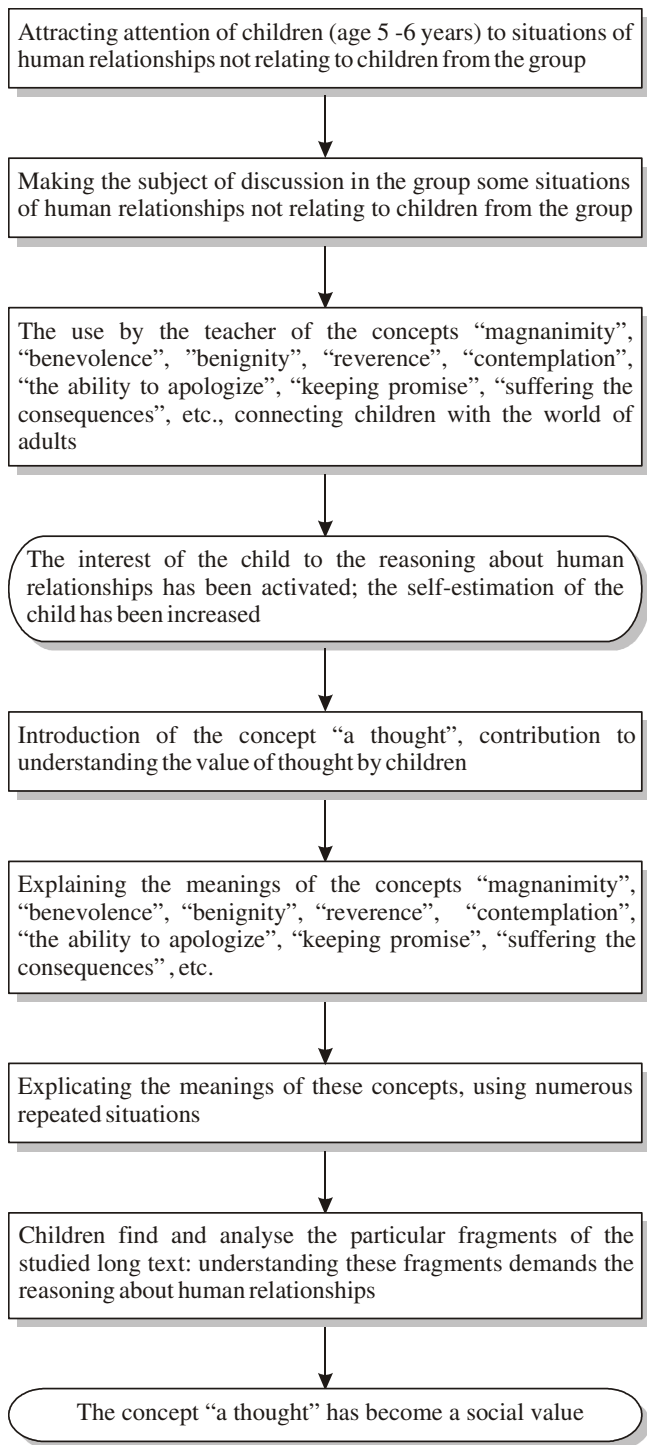 Attracting attention of children (age 5 -6 years) to situations of
human relationships not relating to children from the group
Making the subject of discussion in the group some situations
of human relationships not relating to children from the group
The use by the teacher of the concepts “magnanimity”,
“benevolence”, ”benignity”, “reverence”, “contemplation”,
“the ability to apologize”, “keeping promise”, “suffering the
consequences”, etc., connecting children with the world of
adults
The interest of the child to the reasoning about human
relationships has been activated; the self-estimation of the
child has been increased
Introduction of the concept “a thought”, contribution to
understanding the value of thought by children
Explaining the meanings of the concepts “magnanimity”,
“benevolence”, “benignity”, “reverence”, “contemplation”,
“the ability to apologize”, “keeping promise”, “suffering the
consequences” , etc.
Explicating the meanings of these concepts, using numerous
repeated situations
Children find and analyse the particular fragments of the
studied long text: understanding these fragments demands the
reasoning about human relationships
The concept “a thought” has become a social value